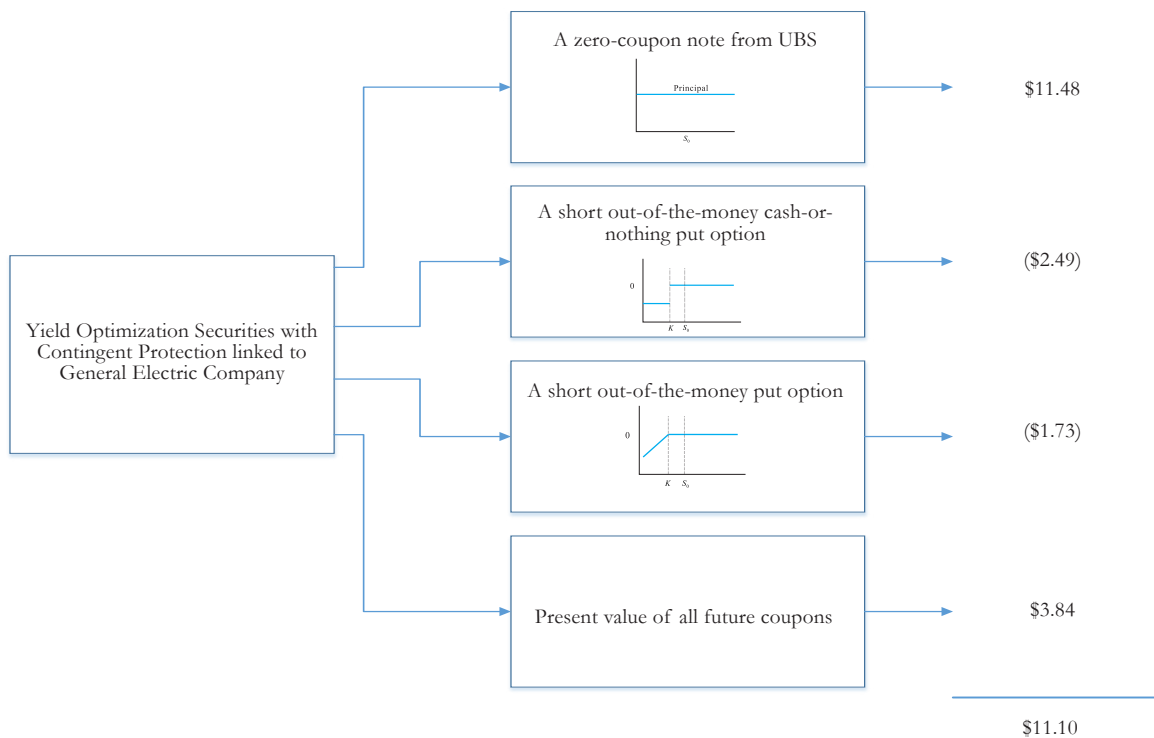 A zero-coupon note from UBS
Principal
S₀
$11.48
A short out-of-the-money cash-or-
nothing put option
0
K S₀
($2.49)
Yield Optimization Securities with
Contingent Protection linked to
General Electric Company
A short out-of-the-money put option
0
K S₀
($1.73)
Present value of all future coupons
$3.84
$11.10